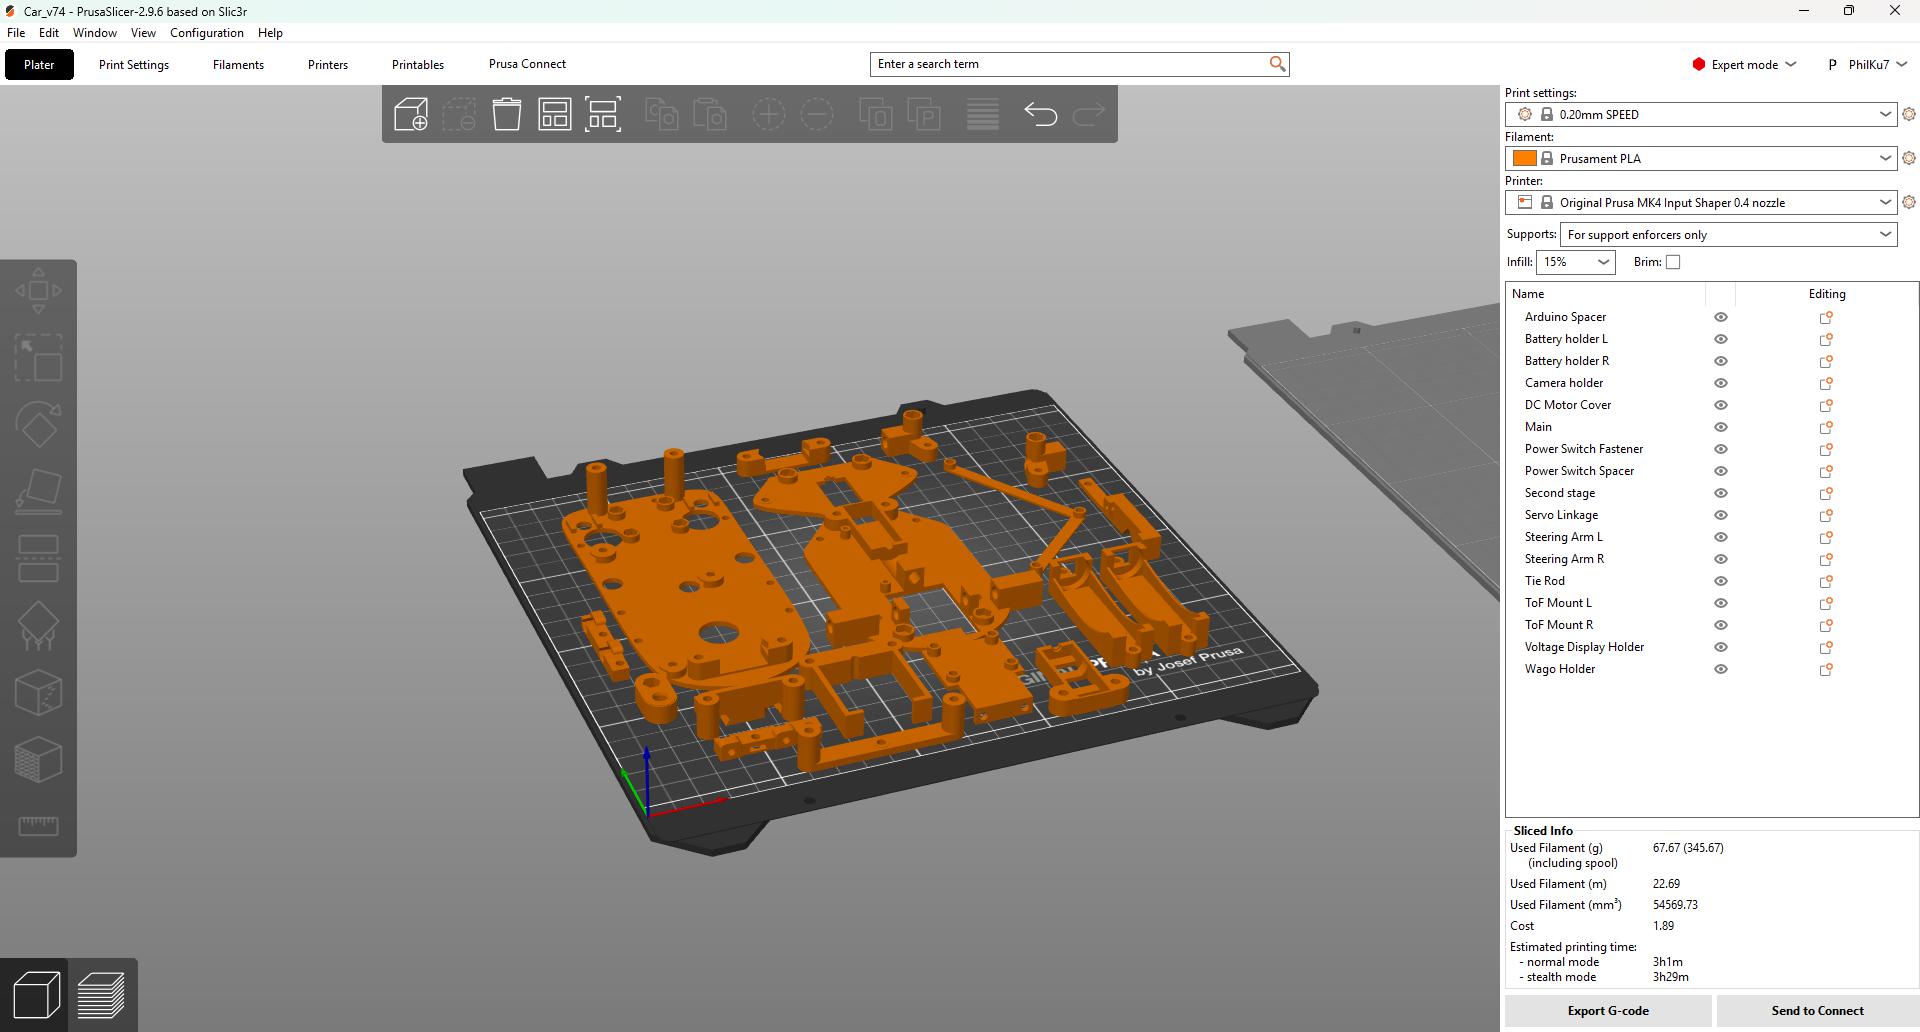 Car_v74 - PrusaSlicer-2.9.6 based on Slic3r
File Edit Window View Configuration Help
Plater Print Settings Filaments Printers Printables Prusa Connect Enter a search term Expert mode P PhilKu7
Print settings:
0.20mm SPEED
Filament:
Prusament PLA
Printer:
Original Prusa MK4 Input Shaper 0.4 nozzle
Supports: For support enforcers only
Infill: 15% Brim:
Name Editing
Arduino Spacer
Battery holder L
Battery holder R
Camera holder
DC Motor Cover
Main
Power Switch Fastener
Power Switch Spacer
Second stage
Servo Linkage
Steering Arm L
Steering Arm R
Tie Rod
ToF Mount L
ToF Mount R
Voltage Display Holder
Wago Holder
by Josef Prusa
Sliced Info
Used Filament (g) 67.67 (345.67)
(including spool)
Used Filament (m) 22.69
Used Filament (mm³) 54569.73
Cost 1.89
Estimated printing time:
- normal mode 3h1m
- stealth mode 3h29m
Export G-code Send to Connect